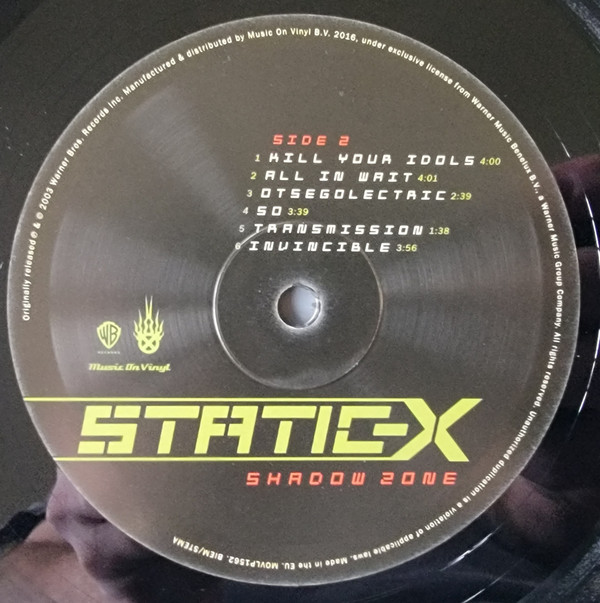 Originally released ℗ & © 2003 Warner Bros. Records Inc. Manufactured & distributed by Music On Vinyl B.V. 2016, under exclusive license from Warner Music Benelux B.V., a Warner Music Group Company. All rights reserved. Unauthorized duplication is a violation of applicable laws. Made in the EU. MOVLP1562. BIEM/STEMA
SIDE 2
1 KILL YOUR IDOLS 4:00
2 ALL IN WAIT 4:01
3 OTSEGOLECTRIC 2:39
4 SO 3:39
5 TRANSMISSION 1:38
6 INVINCIBLE 3:56
WB
Music On Vinyl
STATIC-X
SHADOW ZONE